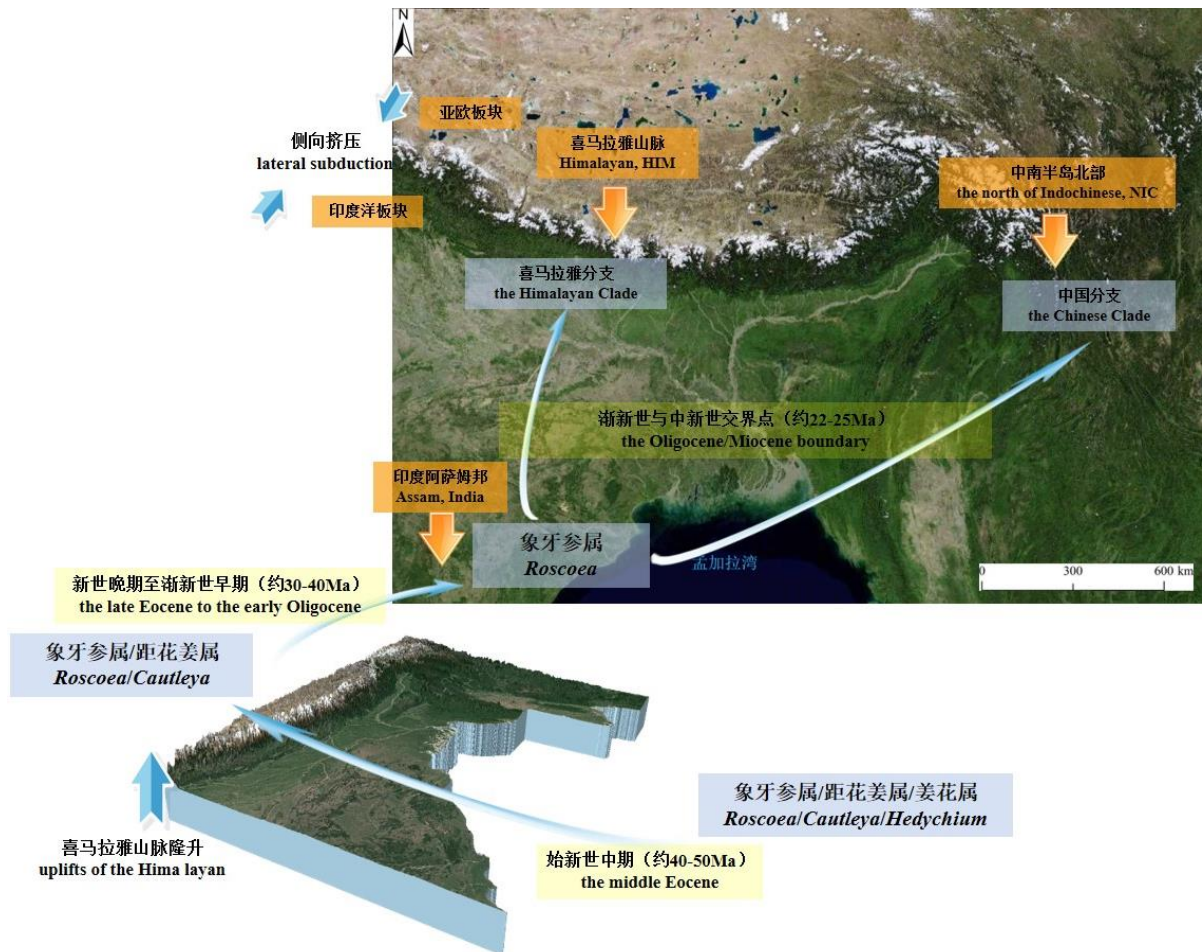 N
亚欧板块
侧向挤压
lateral subduction
印度洋板块
喜马拉雅山脉
Himalayan, HIM
中南半岛北部
the north of Indochinese, NIC
喜马拉雅分支
the Himalayan Clade
中国分支
the Chinese Clade
渐新世与中新世交界点（约22-25Ma）
the Oligocene/Miocene boundary
印度阿萨姆邦
Assam, India
象牙参属
Roscoea
孟加拉湾
0 300 600 km
新世晚期至渐新世早期（约30-40Ma）
the late Eocene to the early Oligocene
象牙参属/距花姜属
Roscoea/Cautleya
象牙参属/距花姜属/姜花属
Roscoea/Cautleya/Hedychium
喜马拉雅山脉隆升
uplifts of the Hima layan
始新世中期（约40-50Ma）
the middle Eocene